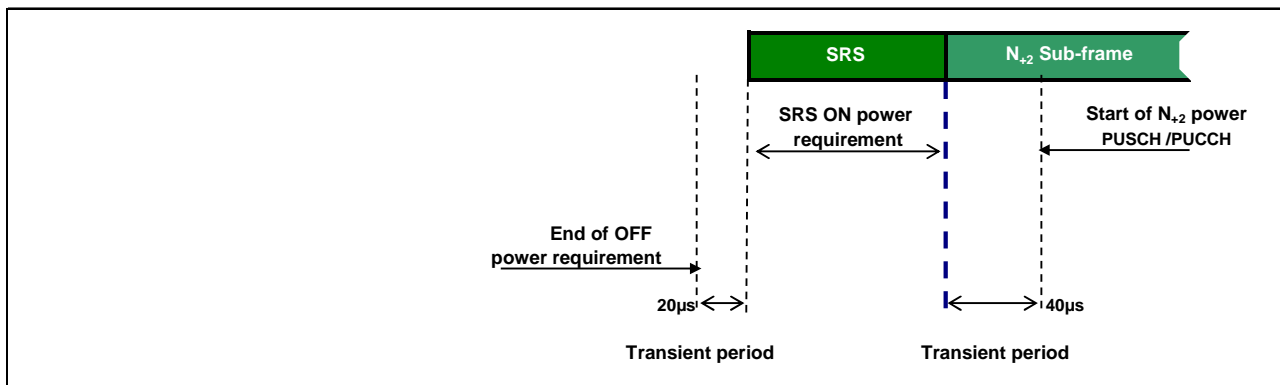 SRS
N+2 Sub-frame
SRS ON power
requirement
Start of N+2 power
PUSCH /PUCCH
End of OFF
power requirement
20µs
40µs
Transient period
Transient period